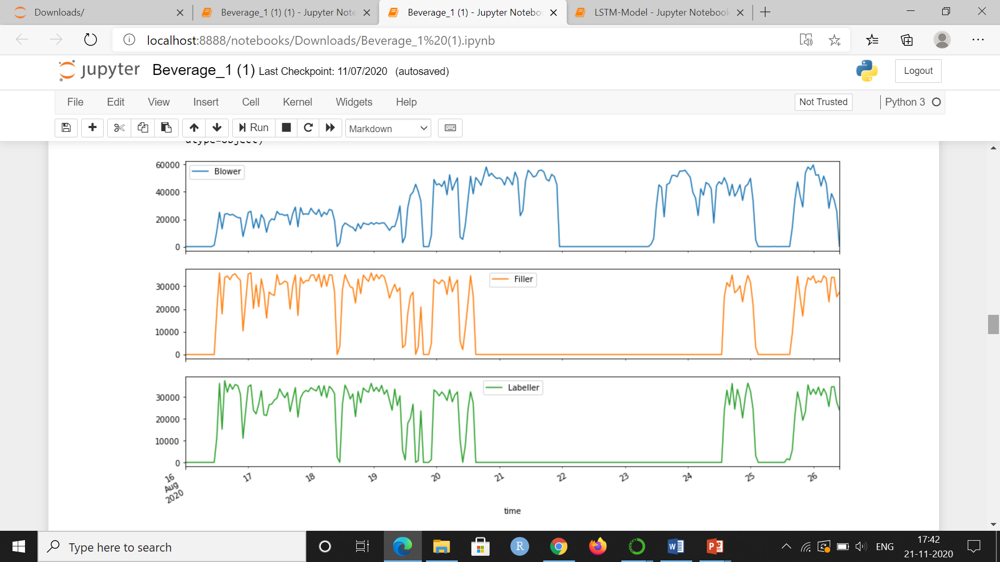 Downloads/
Beverage_1 (1) (1) - Jupyter Note
Beverage_1 (1) - Jupyter Notebo
LSTM-Model - Jupyter Notebook
localhost:8888/notebooks/Downloads/Beverage_1%20(1).ipynb
jupyter Beverage_1 (1) Last Checkpoint: 11/07/2020 (autosaved)
Logout
File Edit View Insert Cell Kernel Widgets Help
Not Trusted
Python 3
Run
Markdown
dtype=object)
60000
40000
20000
0
Blower
30000
20000
10000
0
Filler
30000
20000
10000
0
Labeller
16 17 18 19 20 21 22 23 24 25 26
Aug
2020
time
Type here to search
R
W
P
ENG
17:42
21-11-2020